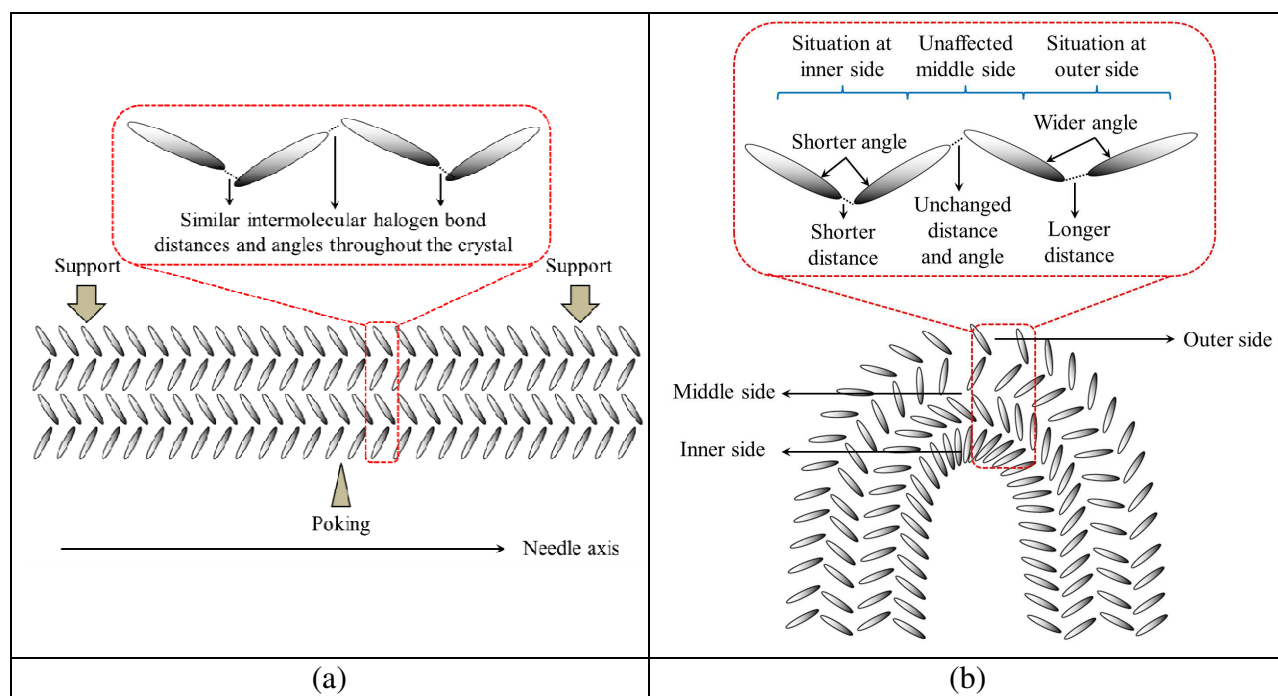 Similar intermolecular halogen bond
distances and angles throughout the crystal
Support
Support
Poking
Needle axis
(a)
Situation at
inner side
Unaffected
middle side
Situation at
outer side
Shorter angle
Wider angle
Shorter
distance
Unchanged
distance
and angle
Longer
distance
Outer side
Middle side
Inner side
(b)